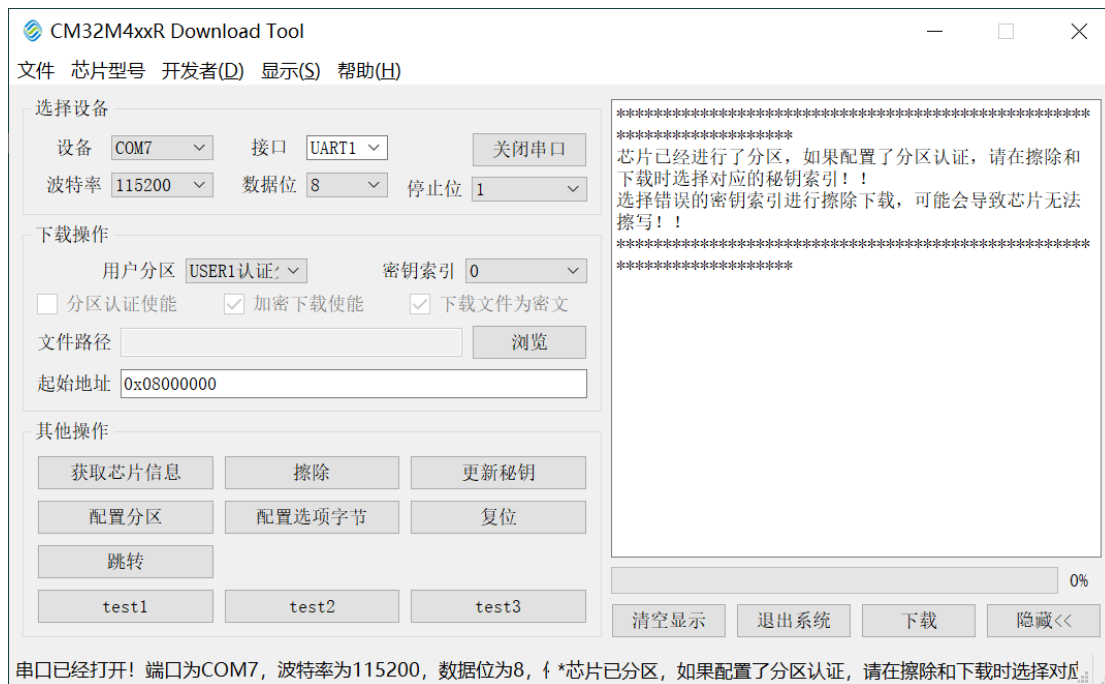 CM32M4xxR Download Tool
文件 芯片型号 开发者(D) 显示(S) 帮助(H)
选择设备
设备 COM7 接口 UART1 关闭串口
波特率 115200 数据位 8 停止位 1
下载操作
用户分区 USER1认证 密钥索引 0
分区认证使能 加密下载使能 下载文件为密文
文件路径 浏览
起始地址 0x08000000
其他操作
获取芯片信息 擦除 更新秘钥
配置分区 配置选项字节 复位
跳转
test1 test2 test3
***************************************************
*******************
芯片已经进行了分区，如果配置了分区认证，请在擦除和
下载时选择对应的秘钥索引！！
选择错误的密钥索引进行擦除下载，可能会导致芯片无法
擦写！！
***************************************************
*******************
0%
清空显示 退出系统 下载 隐藏<<
串口已经打开！端口为COM7，波特率为115200，数据位为8， *芯片已分区，如果配置了分区认证，请在擦除和下载时选择对应